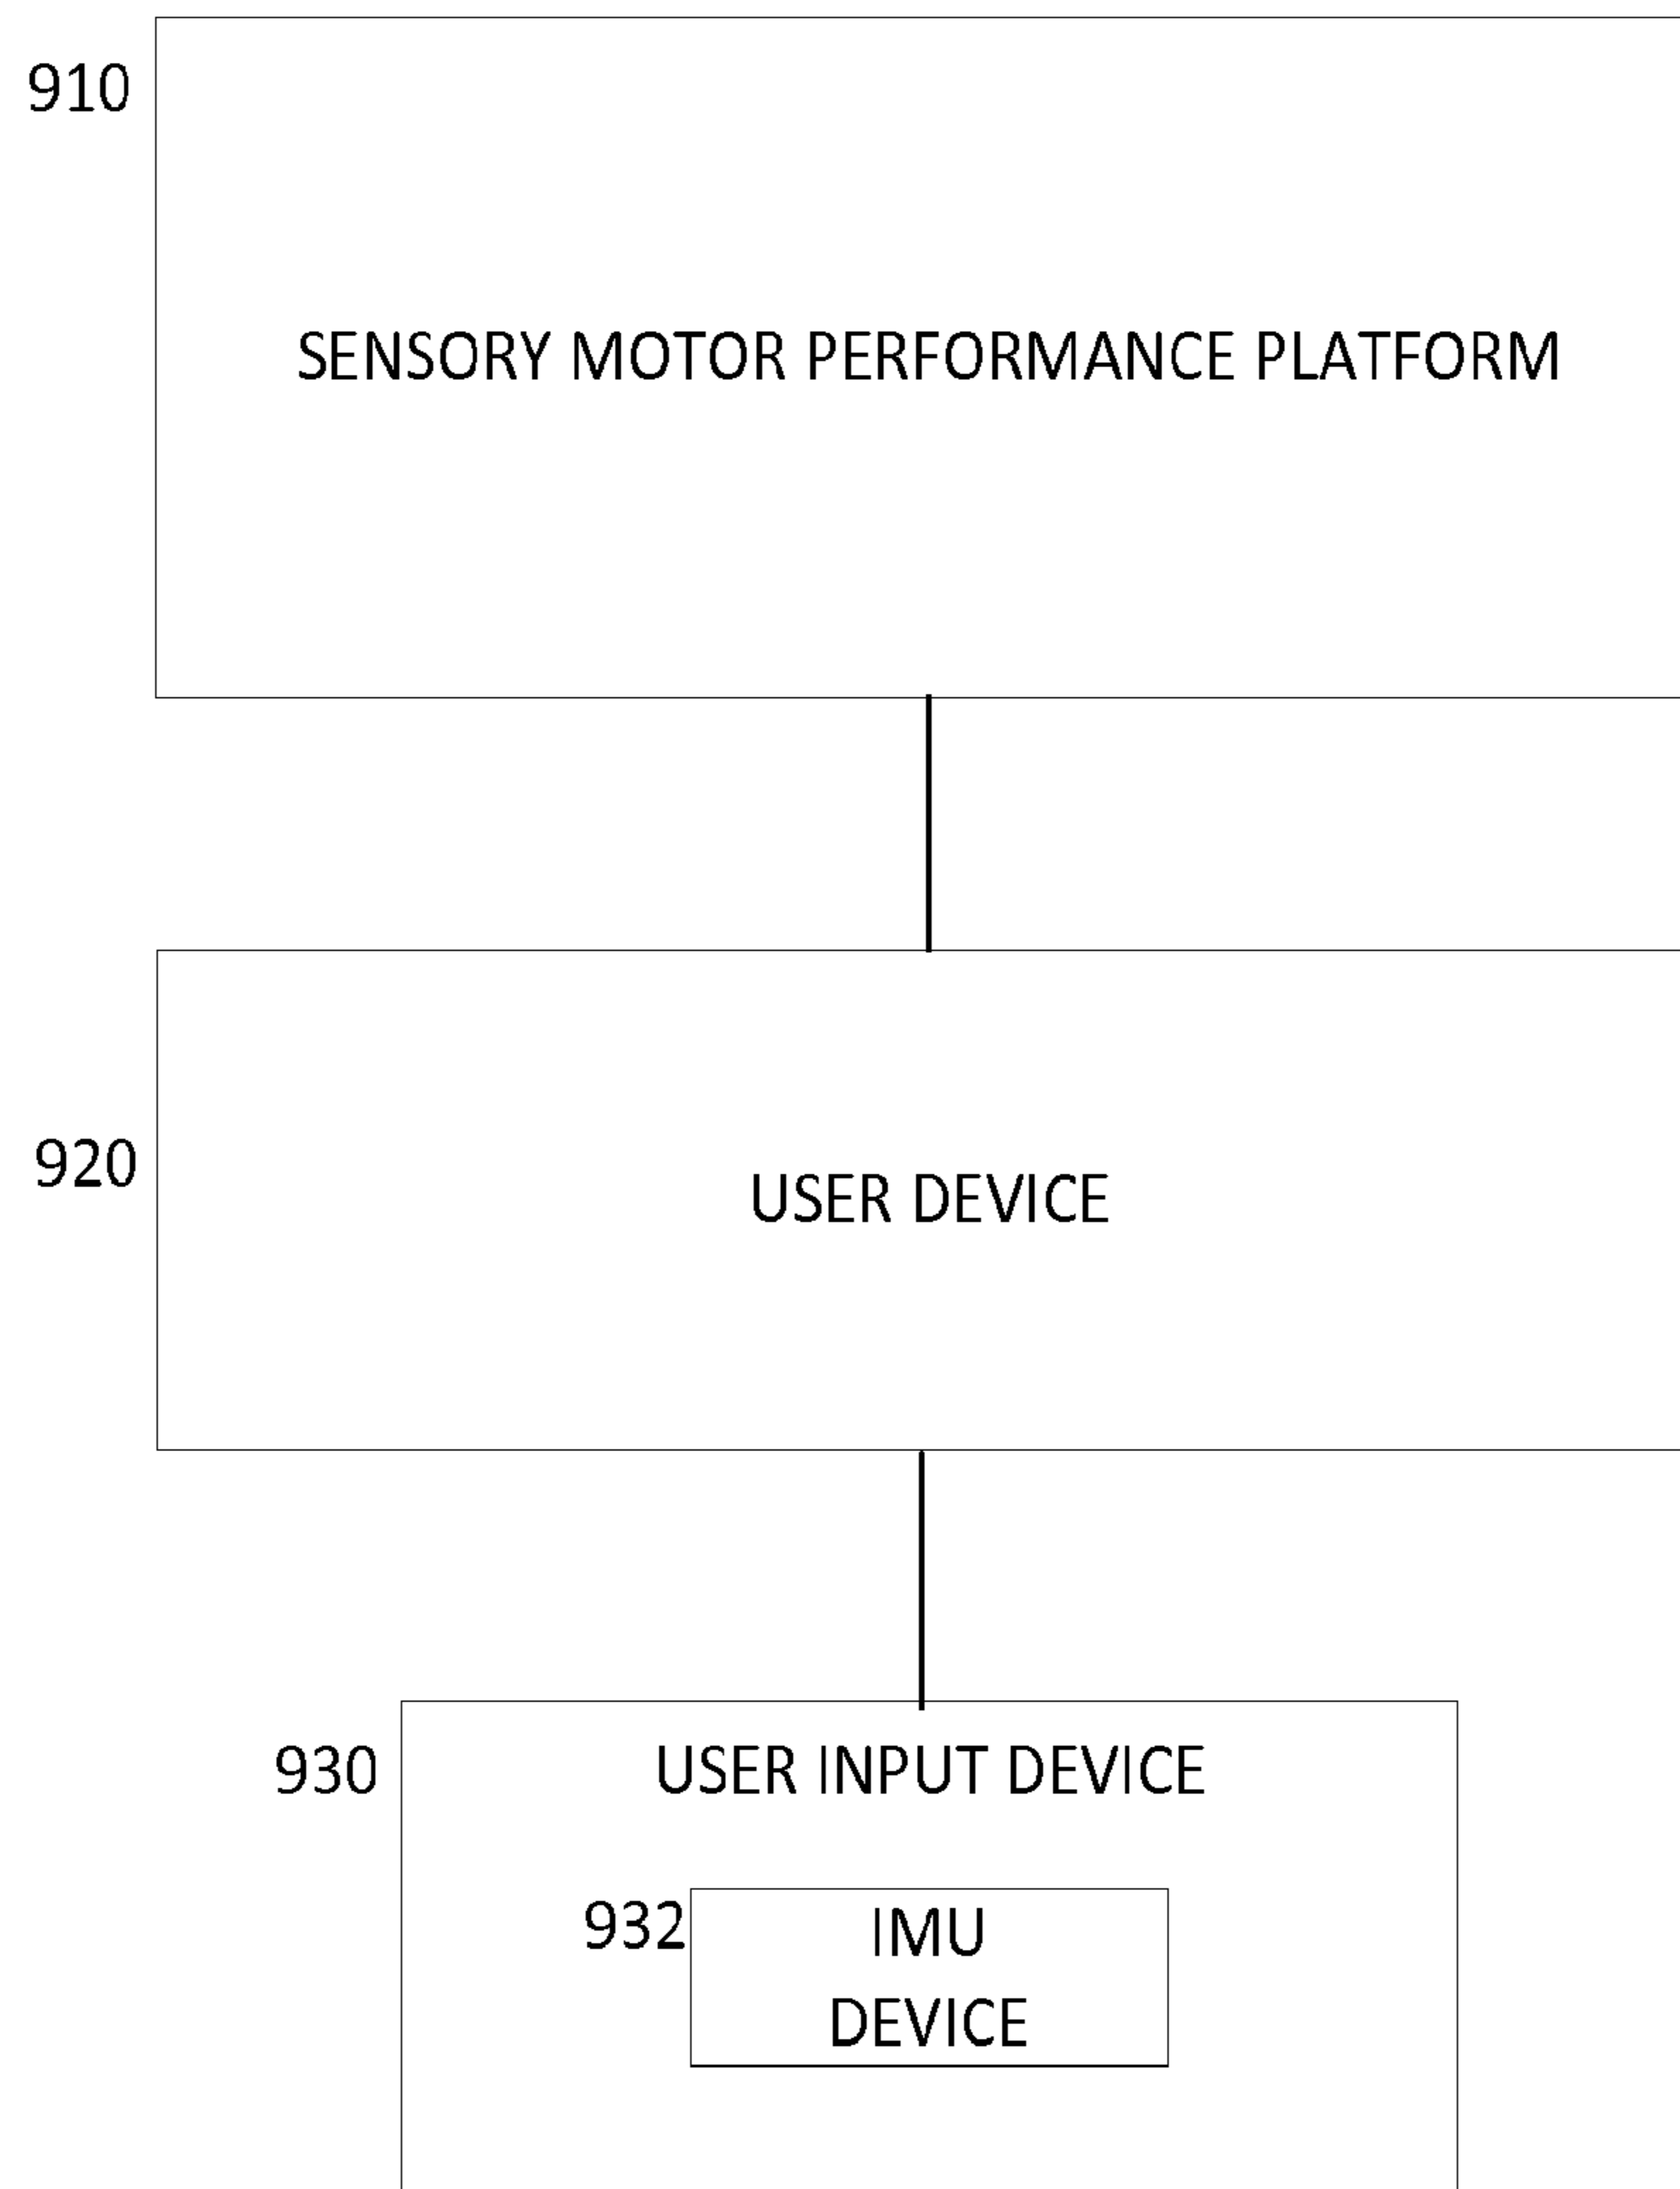 910
SENSORY MOTOR PERFORMANCE PLATFORM
920
USER DEVICE
930
USER INPUT DEVICE
932
IMU
DEVICE